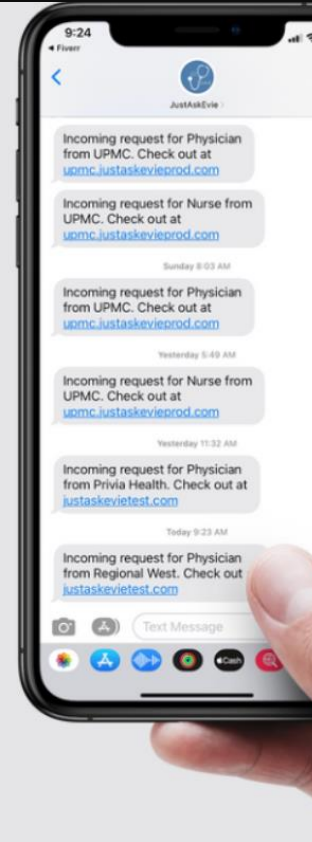 9:24
Fiverr
JustAskEvie
Incoming request for Physician
from UPMC. Check out at
upmc.justaskevieprod.com
Incoming request for Nurse from
UPMC. Check out at
upmc.justaskevieprod.com
Sunday 8:03 AM
Incoming request for Physician
from UPMC. Check out at
upmc.justaskevieprod.com
Yesterday 5:49 AM
Incoming request for Nurse from
UPMC. Check out at
upmc.justaskevieprod.com
Yesterday 11:32 AM
Incoming request for Physician
from Privia Health. Check out at
justaskevietest.com
Today 9:23 AM
Incoming request for Physician
from Regional West. Check out
justaskevietest.com
Text Message
Cash